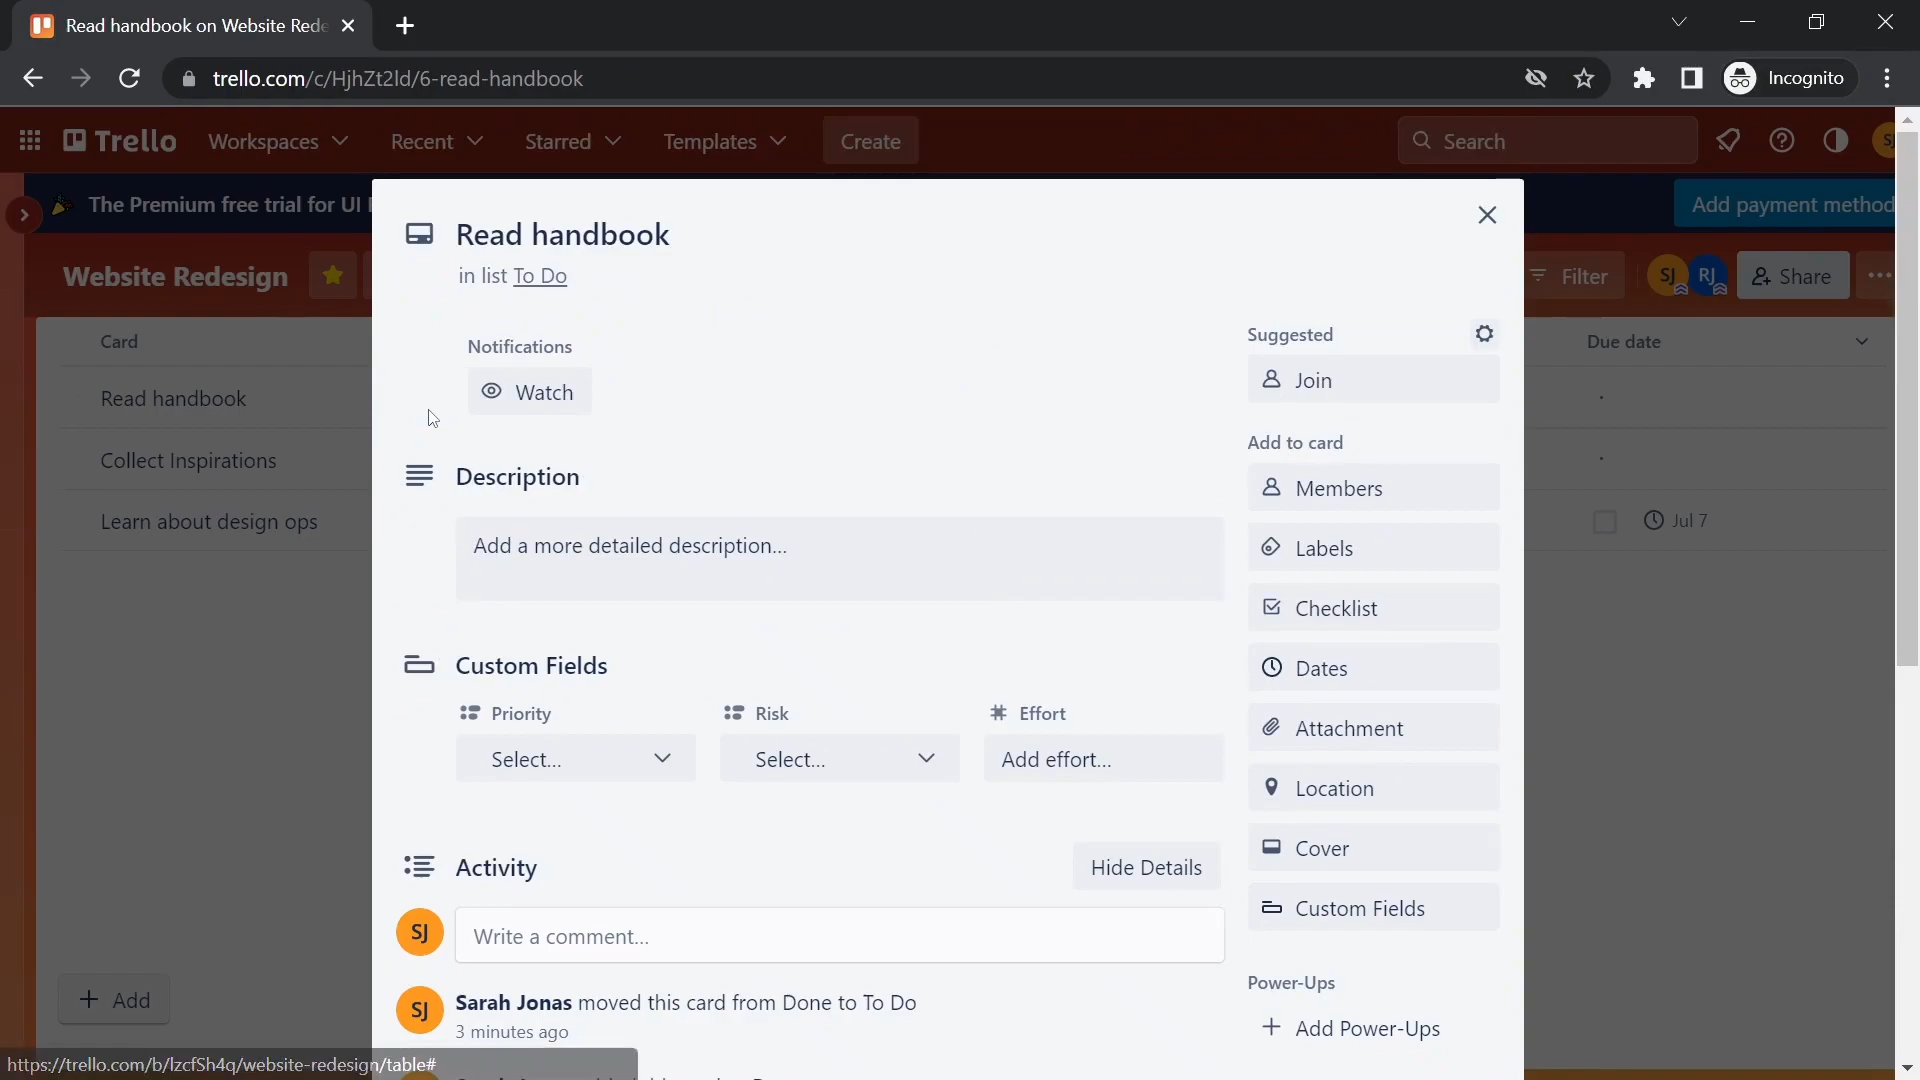 Read handbook on Website Rede
trello.com/c/HjhZt2ld/6-read-handbook
Incognito
Trello
Workspaces
Recent
Starred
Templates
Create
Search
The Premium free trial for UI
Add payment method
Website Redesign
Filter
SJ
RJ
Share
Card
Read handbook
Collect Inspirations
Learn about design ops
Due date
Jul 7
Add
Read handbook
in list To Do
Notifications
Watch
Description
Add a more detailed description...
Custom Fields
Priority
Risk
Effort
Select...
Select...
Add effort...
Activity
Hide Details
SJ
Write a comment...
SJ
Sarah Jonas moved this card from Done to To Do
3 minutes ago
Suggested
Join
Add to card
Members
Labels
Checklist
Dates
Attachment
Location
Cover
Custom Fields
Power-Ups
Add Power-Ups
https://trello.com/b/lzcfSh4q/website-redesign/table#